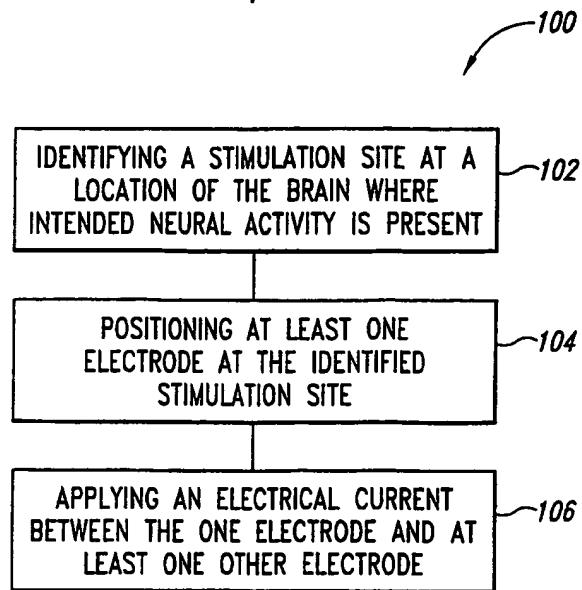 100
IDENTIFYING A STIMULATION SITE AT A
LOCATION OF THE BRAIN WHERE
INTENDED NEURAL ACTIVITY IS PRESENT
102
POSITIONING AT LEAST ONE
ELECTRODE AT THE IDENTIFIED
STIMULATION SITE
104
APPLYING AN ELECTRICAL CURRENT
BETWEEN THE ONE ELECTRODE AND AT
LEAST ONE OTHER ELECTRODE
106